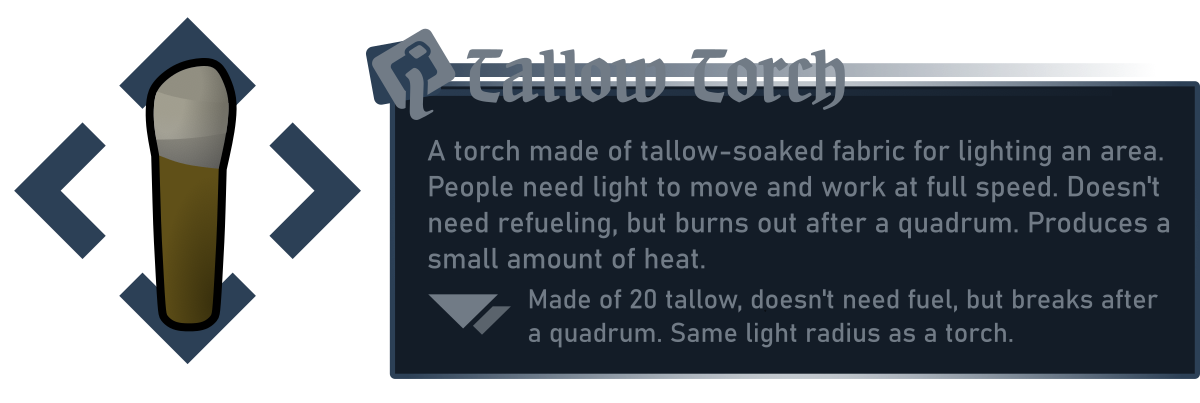 Tallow Torch
A torch made of tallow-soaked fabric for lighting an area.
People need light to move and work at full speed. Doesn't
need refueling, but burns out after a quadrum. Produces a
small amount of heat.
Made of 20 tallow, doesn't need fuel, but breaks after
a quadrum. Same light radius as a torch.